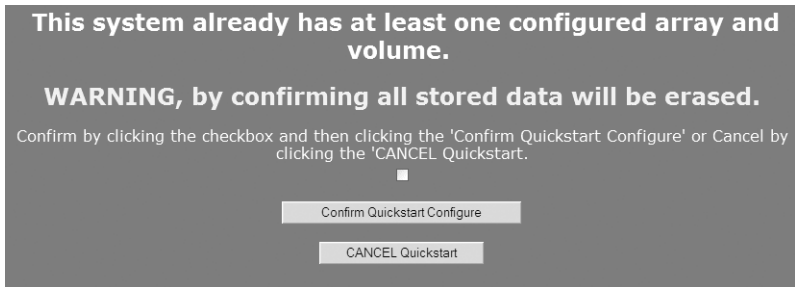 This system already has at least one configured array and
volume.
WARNING, by confirming all stored data will be erased.
Confirm by clicking the checkbox and then clicking the 'Confirm Quickstart Configure' or Cancel by
clicking the 'CANCEL Quickstart.
Confirm Quickstart Configure
CANCEL Quickstart